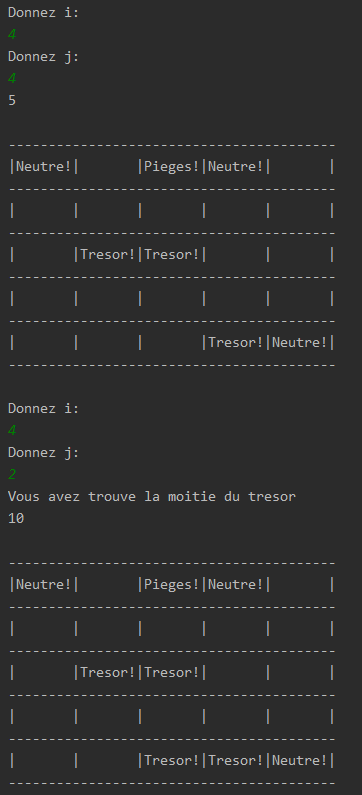 Donnez i:
4
Donnez j:
4
5
-----------------------------------------
|Neutre!|       |Pieges!|Neutre!|       |
-----------------------------------------
|       |       |       |       |       |
-----------------------------------------
|       |Tresor!|Tresor!|       |       |
-----------------------------------------
|       |       |       |       |       |
-----------------------------------------
|       |       |       |Tresor!|Neutre!|
-----------------------------------------
Donnez i:
4
Donnez j:
2
Vous avez trouve la moitie du tresor
10
-----------------------------------------
|Neutre!|       |Pieges!|Neutre!|       |
-----------------------------------------
|       |       |       |       |       |
-----------------------------------------
|       |Tresor!|Tresor!|       |       |
-----------------------------------------
|       |       |       |       |       |
-----------------------------------------
|       |       |Tresor!|Tresor!|Neutre!|
-----------------------------------------